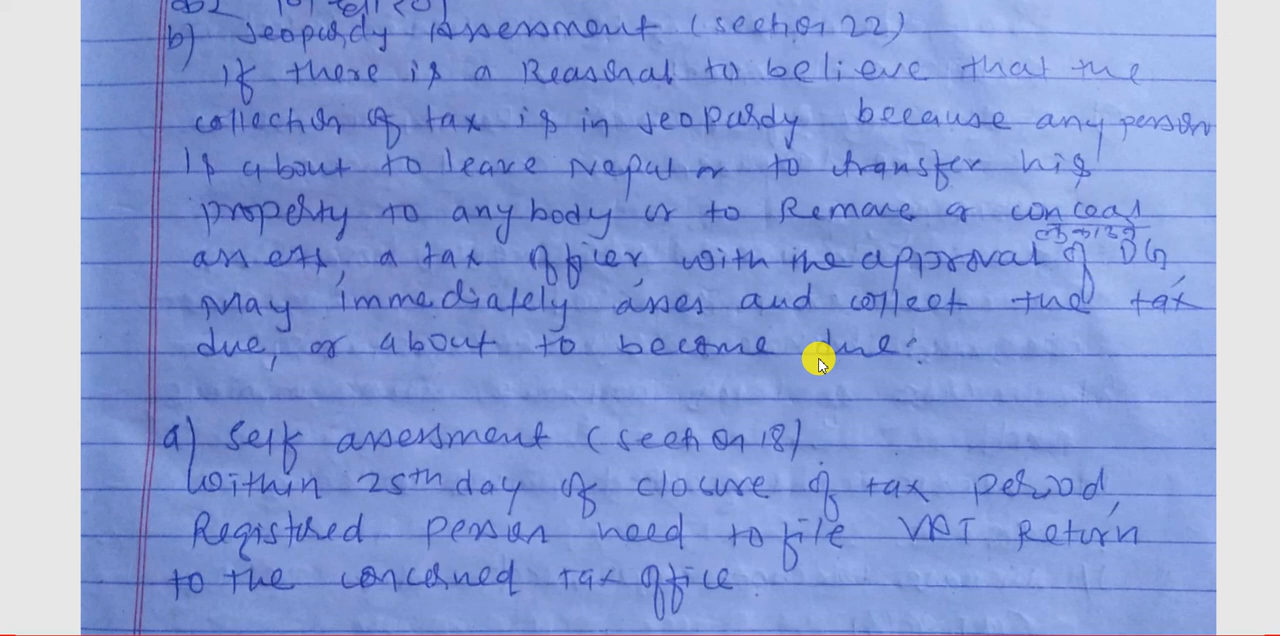 b) Jeopardy Assessment (section 22)
If there is a Reasonal to believe that the
collection of tax is in Jeopardy because any person
is about to leave Nepal or to transfer his
property to anybody or to Remove or conceal
assets, a tax officer with the approval of DG,
may immediately asses and collect the tax
due, or about to become due.
a) Self assessment (section 18)
Within 25th day of closure of tax period,
Registered person need to file VAT Return
to the concerned tax office.